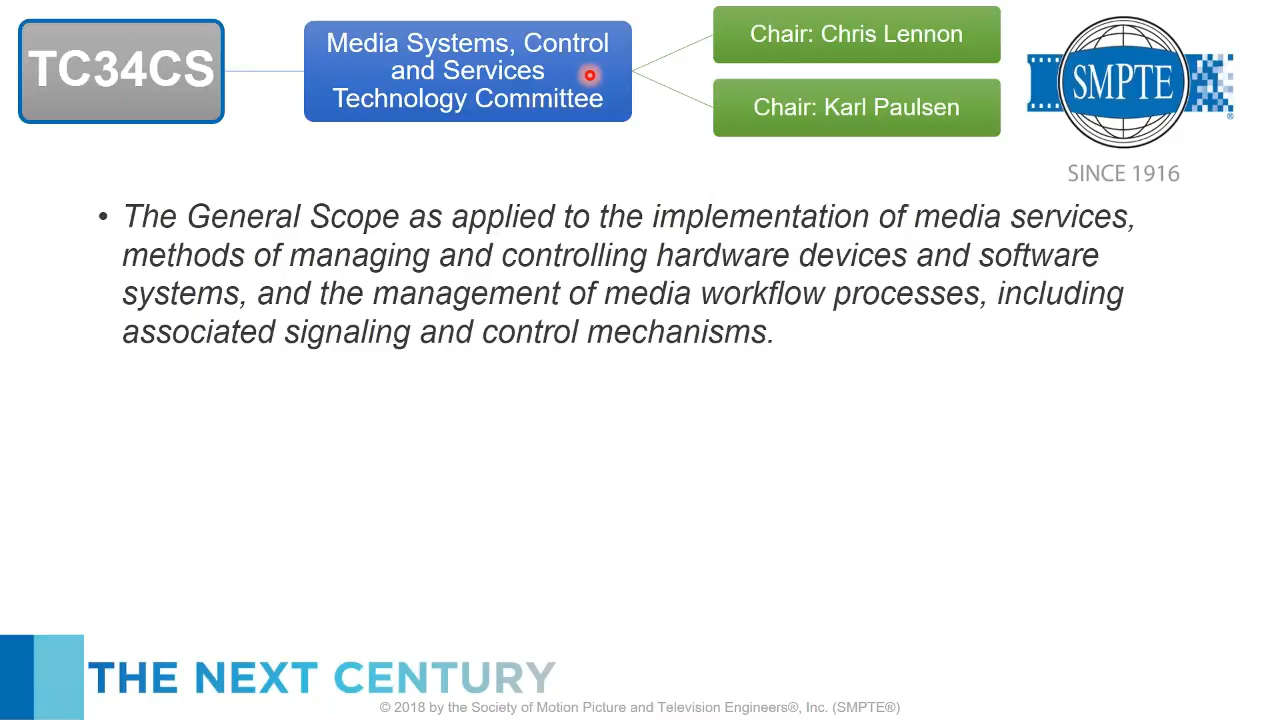 TC34CS
Media Systems, Control
and Services
Technology Committee
Chair: Chris Lennon
Chair: Karl Paulsen
SMPTE
®
SINCE 1916
• The General Scope as applied to the implementation of media services,
methods of managing and controlling hardware devices and software
systems, and the management of media workflow processes, including
associated signaling and control mechanisms.
THE NEXT CENTURY
© 2018 by the Society of Motion Picture and Television Engineers®, Inc. (SMPTE®)